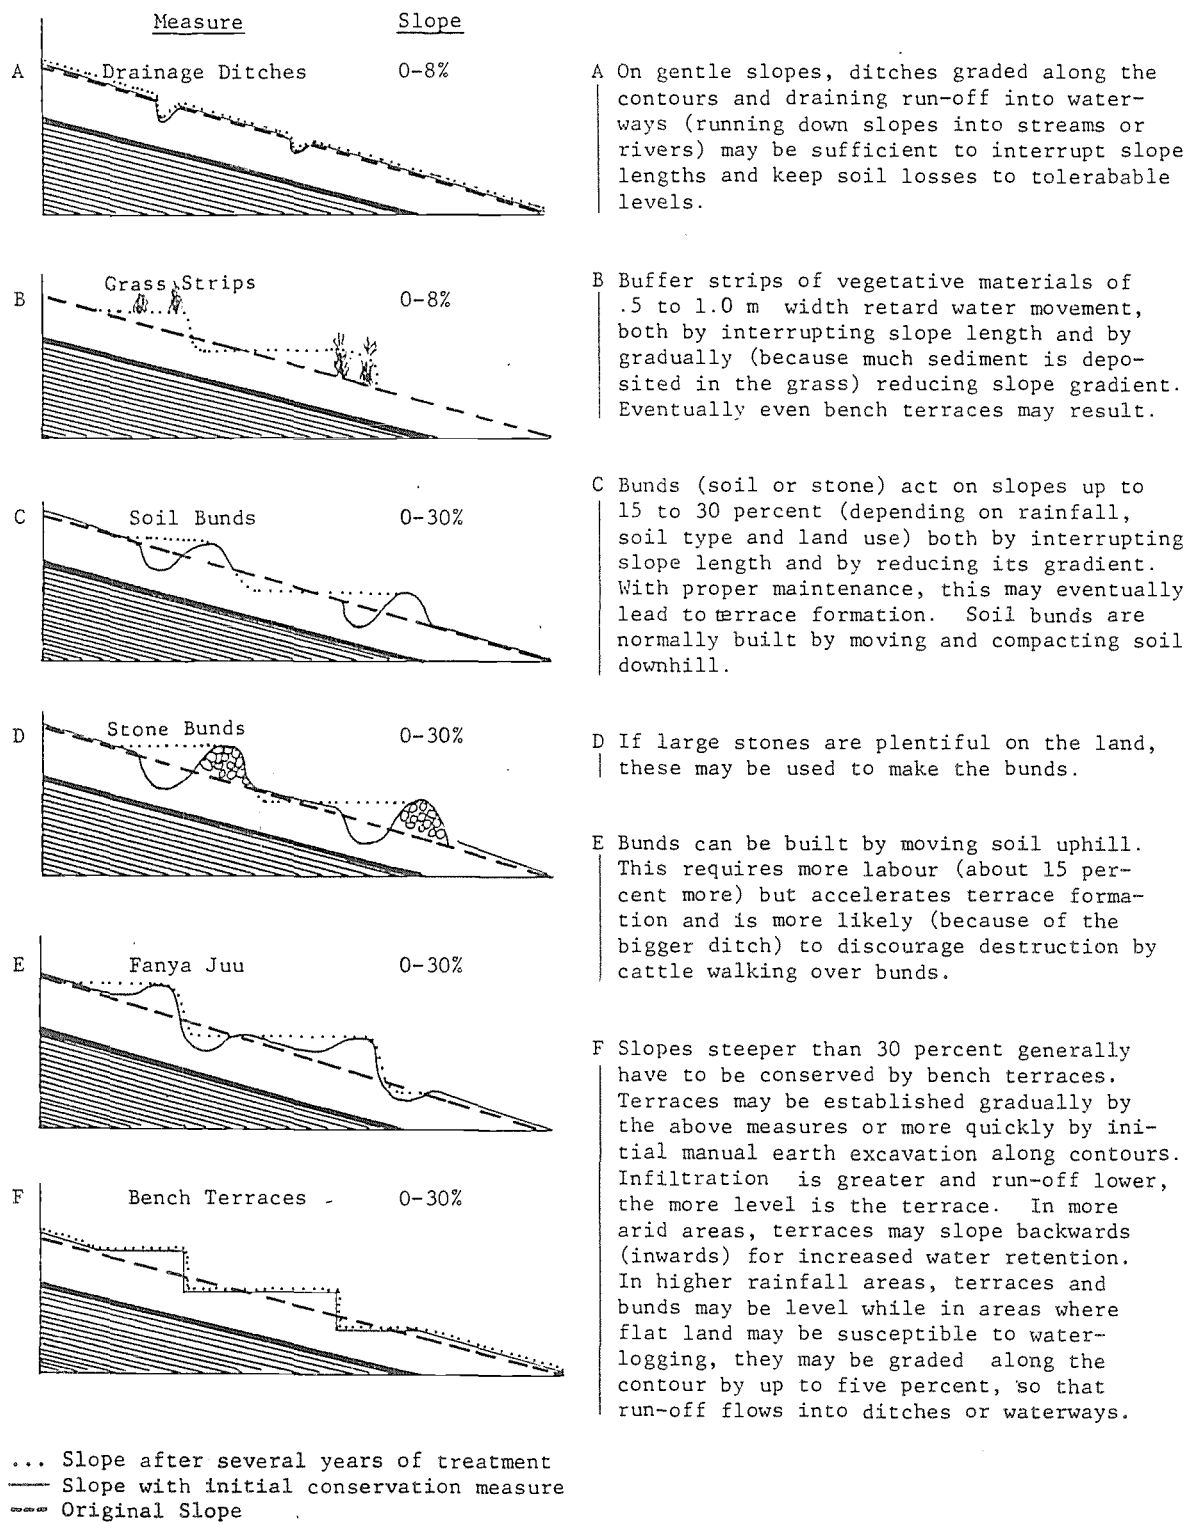 Measure Slope
A Drainage Ditches 0-8%
A On gentle slopes, ditches graded along the
contours and draining run-off into water-
ways (running down slopes into streams or
rivers) may be sufficient to interrupt slope
lengths and keep soil losses to tolerabable
levels.
B Grass Strips 0-8%
B Buffer strips of vegetative materials of
.5 to 1.0 m width retard water movement,
both by interrupting slope length and by
gradually (because much sediment is depo-
sited in the grass) reducing slope gradient.
Eventually even bench terraces may result.
C Soil Bunds 0-30%
C Bunds (soil or stone) act on slopes up to
15 to 30 percent (depending on rainfall,
soil type and land use) both by interrupting
slope length and by reducing its gradient.
With proper maintenance, this may eventually
lead to terrace formation. Soil bunds are
normally built by moving and compacting soil
downhill.
D Stone Bunds 0-30%
D If large stones are plentiful on the land,
these may be used to make the bunds.
E Fanya Juu 0-30%
E Bunds can be built by moving soil uphill.
This requires more labour (about 15 per-
cent more) but accelerates terrace forma-
tion and is more likely (because of the
bigger ditch) to discourage destruction by
cattle walking over bunds.
F Bench Terraces - 0-30%
F Slopes steeper than 30 percent generally
have to be conserved by bench terraces.
Terraces may be established gradually by
the above measures or more quickly by ini-
tial manual earth excavation along contours.
Infiltration is greater and run-off lower,
the more level is the terrace. In more
arid areas, terraces may slope backwards
(inwards) for increased water retention.
In higher rainfall areas, terraces and
bunds may be level while in areas where
flat land may be susceptible to water-
logging, they may be graded along the
contour by up to five percent, so that
run-off flows into ditches or waterways.
... Slope after several years of treatment
Slope with initial conservation measure
Original Slope